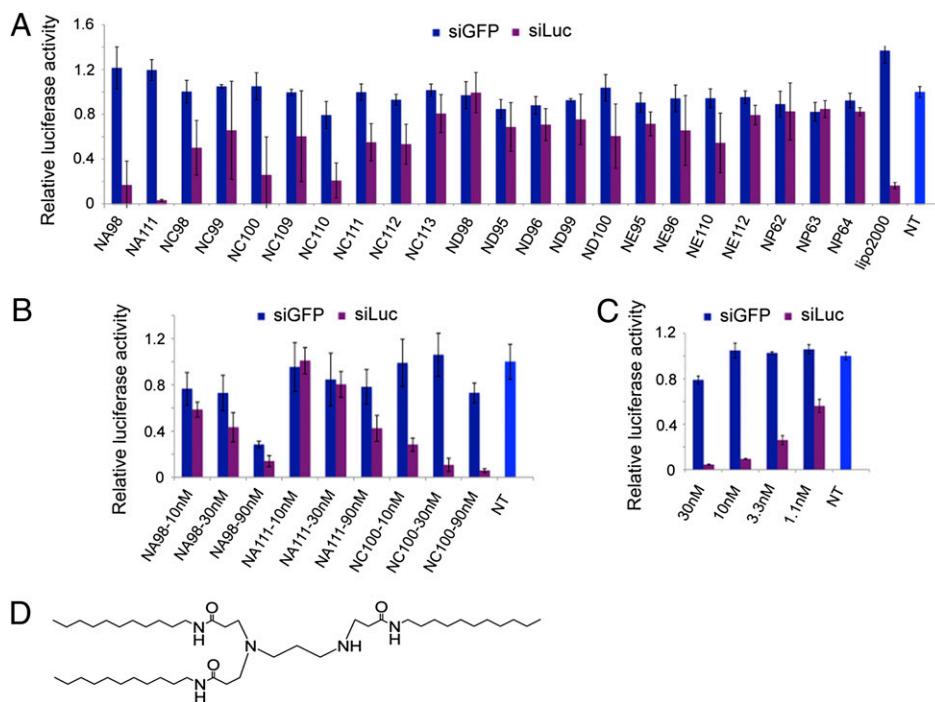 A
siGFP siLuc
Relative luciferase activity
1.6
1.2
0.8
0.4
0
NA98 NA111 NC98 NC99 NC100 NC109 NC110 NC111 NC112 NC113 ND98 ND95 ND96 ND99 ND100 NE95 NE96 NE110 NE112 NP62 NP63 NP64 lipo2000 NT
B
siGFP siLuc
Relative luciferase activity
1.2
0.8
0.4
0
NA98-10nM NA98-30nM NA98-90nM NA111-10nM NA111-30nM NA111-90nM NC100-10nM NC100-30nM NC100-90nM NT
C
siGFP siLuc
Relative luciferase activity
1.2
0.8
0.4
0
30nM 10nM 3.3nM 1.1nM NT
D
O
N
H
O
N
H
N
NH
O
N
H